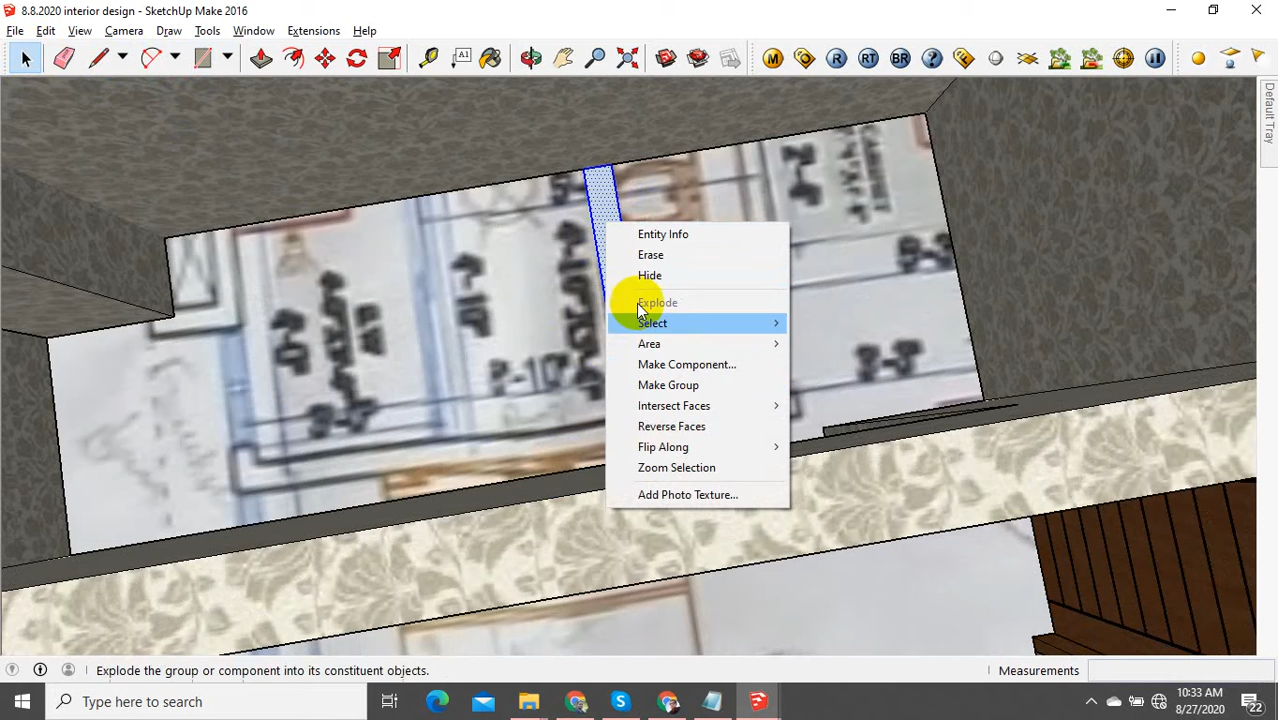 8.8.2020 interior design - SketchUp Make 2016
File Edit View Camera Draw Tools Window Extensions Help
A1
M O R RT BR ?
Default Tray
Entity Info
Erase
Hide
Explode
Select
Area
Make Component...
Make Group
Intersect Faces
Reverse Faces
Flip Along
Zoom Selection
Add Photo Texture...
Explode the group or component into its constituent objects.
Measurements
Type here to search
10:33 AM
8/27/2020
22